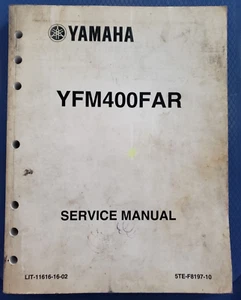 YAMAHA
YFM400FAR
SERVICE MANUAL
LIT-11616-16-02 5TE-F8197-10